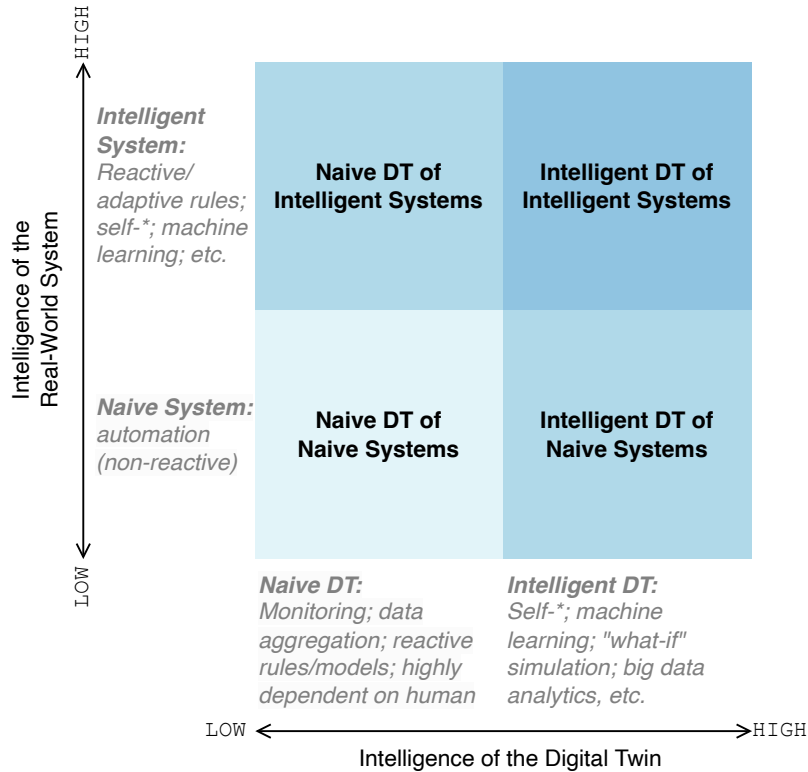 HIGH
Intelligent
System:
Reactive/
adaptive rules;
self-*; machine
learning; etc.
Naive DT of
Intelligent Systems
Intelligent DT of
Intelligent Systems
Intelligence of the
Real-World System
Naive System:
automation
(non-reactive)
Naive DT of
Naive Systems
Intelligent DT of
Naive Systems
LOW
Naive DT:
Monitoring; data
aggregation; reactive
rules/models; highly
dependent on human
Intelligent DT:
Self-*; machine
learning; "what-if"
simulation; big data
analytics, etc.
LOW
HIGH
Intelligence of the Digital Twin